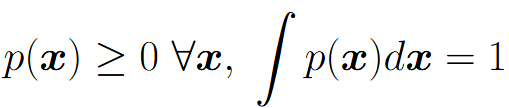 p(x) ≥ 0 ∀x, ∫ p(x)dx = 1